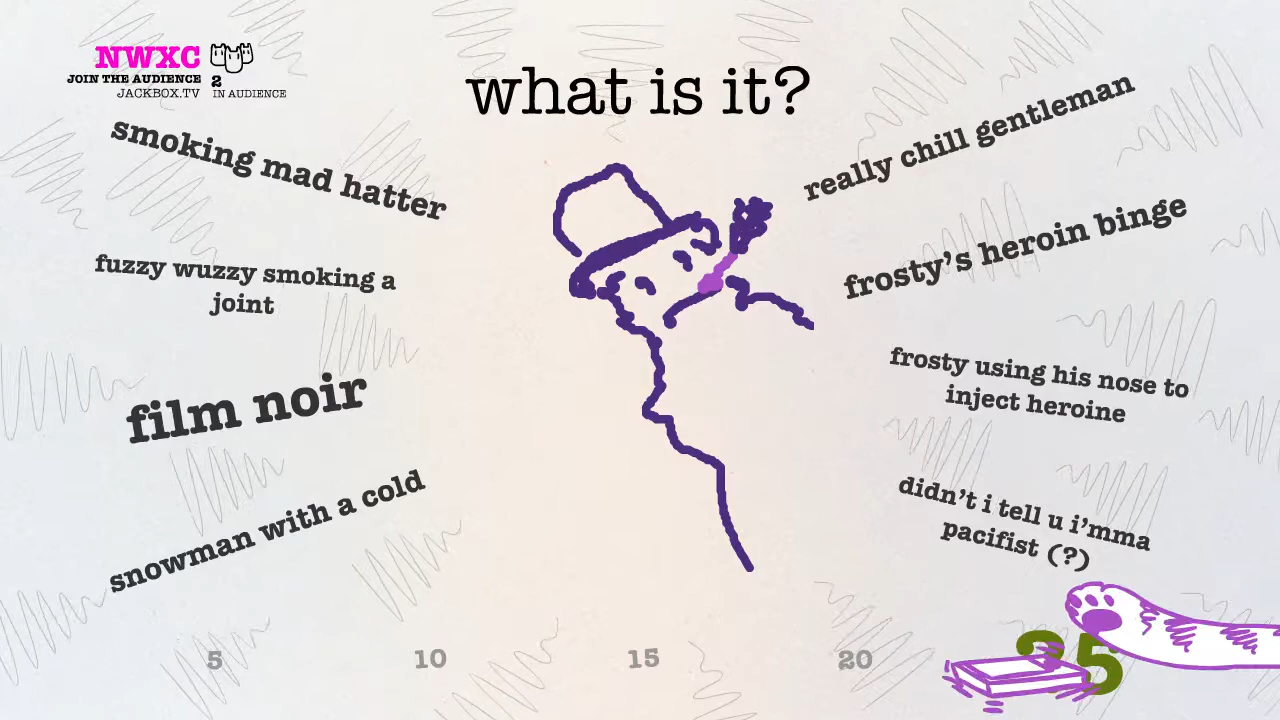 NWXC
JOIN THE AUDIENCE 2
JACKBOX.TV IN AUDIENCE
what is it?
smoking mad hatter
fuzzy wuzzy smoking a
joint
film noir
snowman with a cold
really chill gentleman
frosty's heroin binge
frosty using his nose to
inject heroine
didn't i tell u i'mma
pacifist (?)
5 10 15 20 25